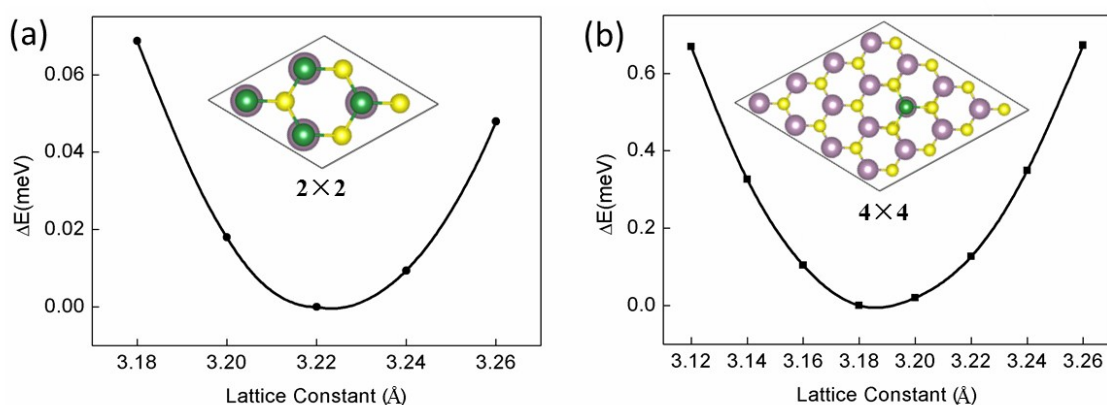 (a)
ΔE(meV)
0.06
0.04
0.02
0.00
2×2
3.18 3.20 3.22 3.24 3.26
Lattice Constant (Å)
(b)
ΔE(meV)
0.6
0.4
0.2
0.0
4×4
3.12 3.14 3.16 3.18 3.20 3.22 3.24 3.26
Lattice Constant (Å)